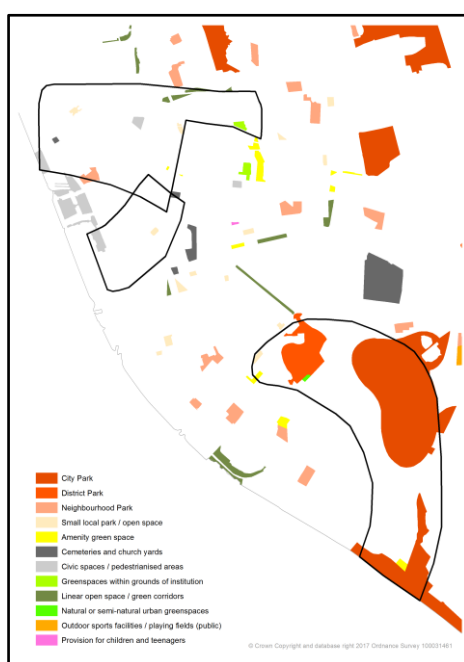 City Park
District Park
Neighbourhood Park
Small local park / open space
Amenity green space
Cemeteries and church yards
Civic spaces / pedestrianised areas
Greenspaces within grounds of institution
Linear open space / green corridors
Natural or semi-natural urban greenspaces
Outdoor sports facilities / playing fields (public)
Provision for children and teenagers
© Crown Copyright and database right 2017 Ordnance Survey 100031461